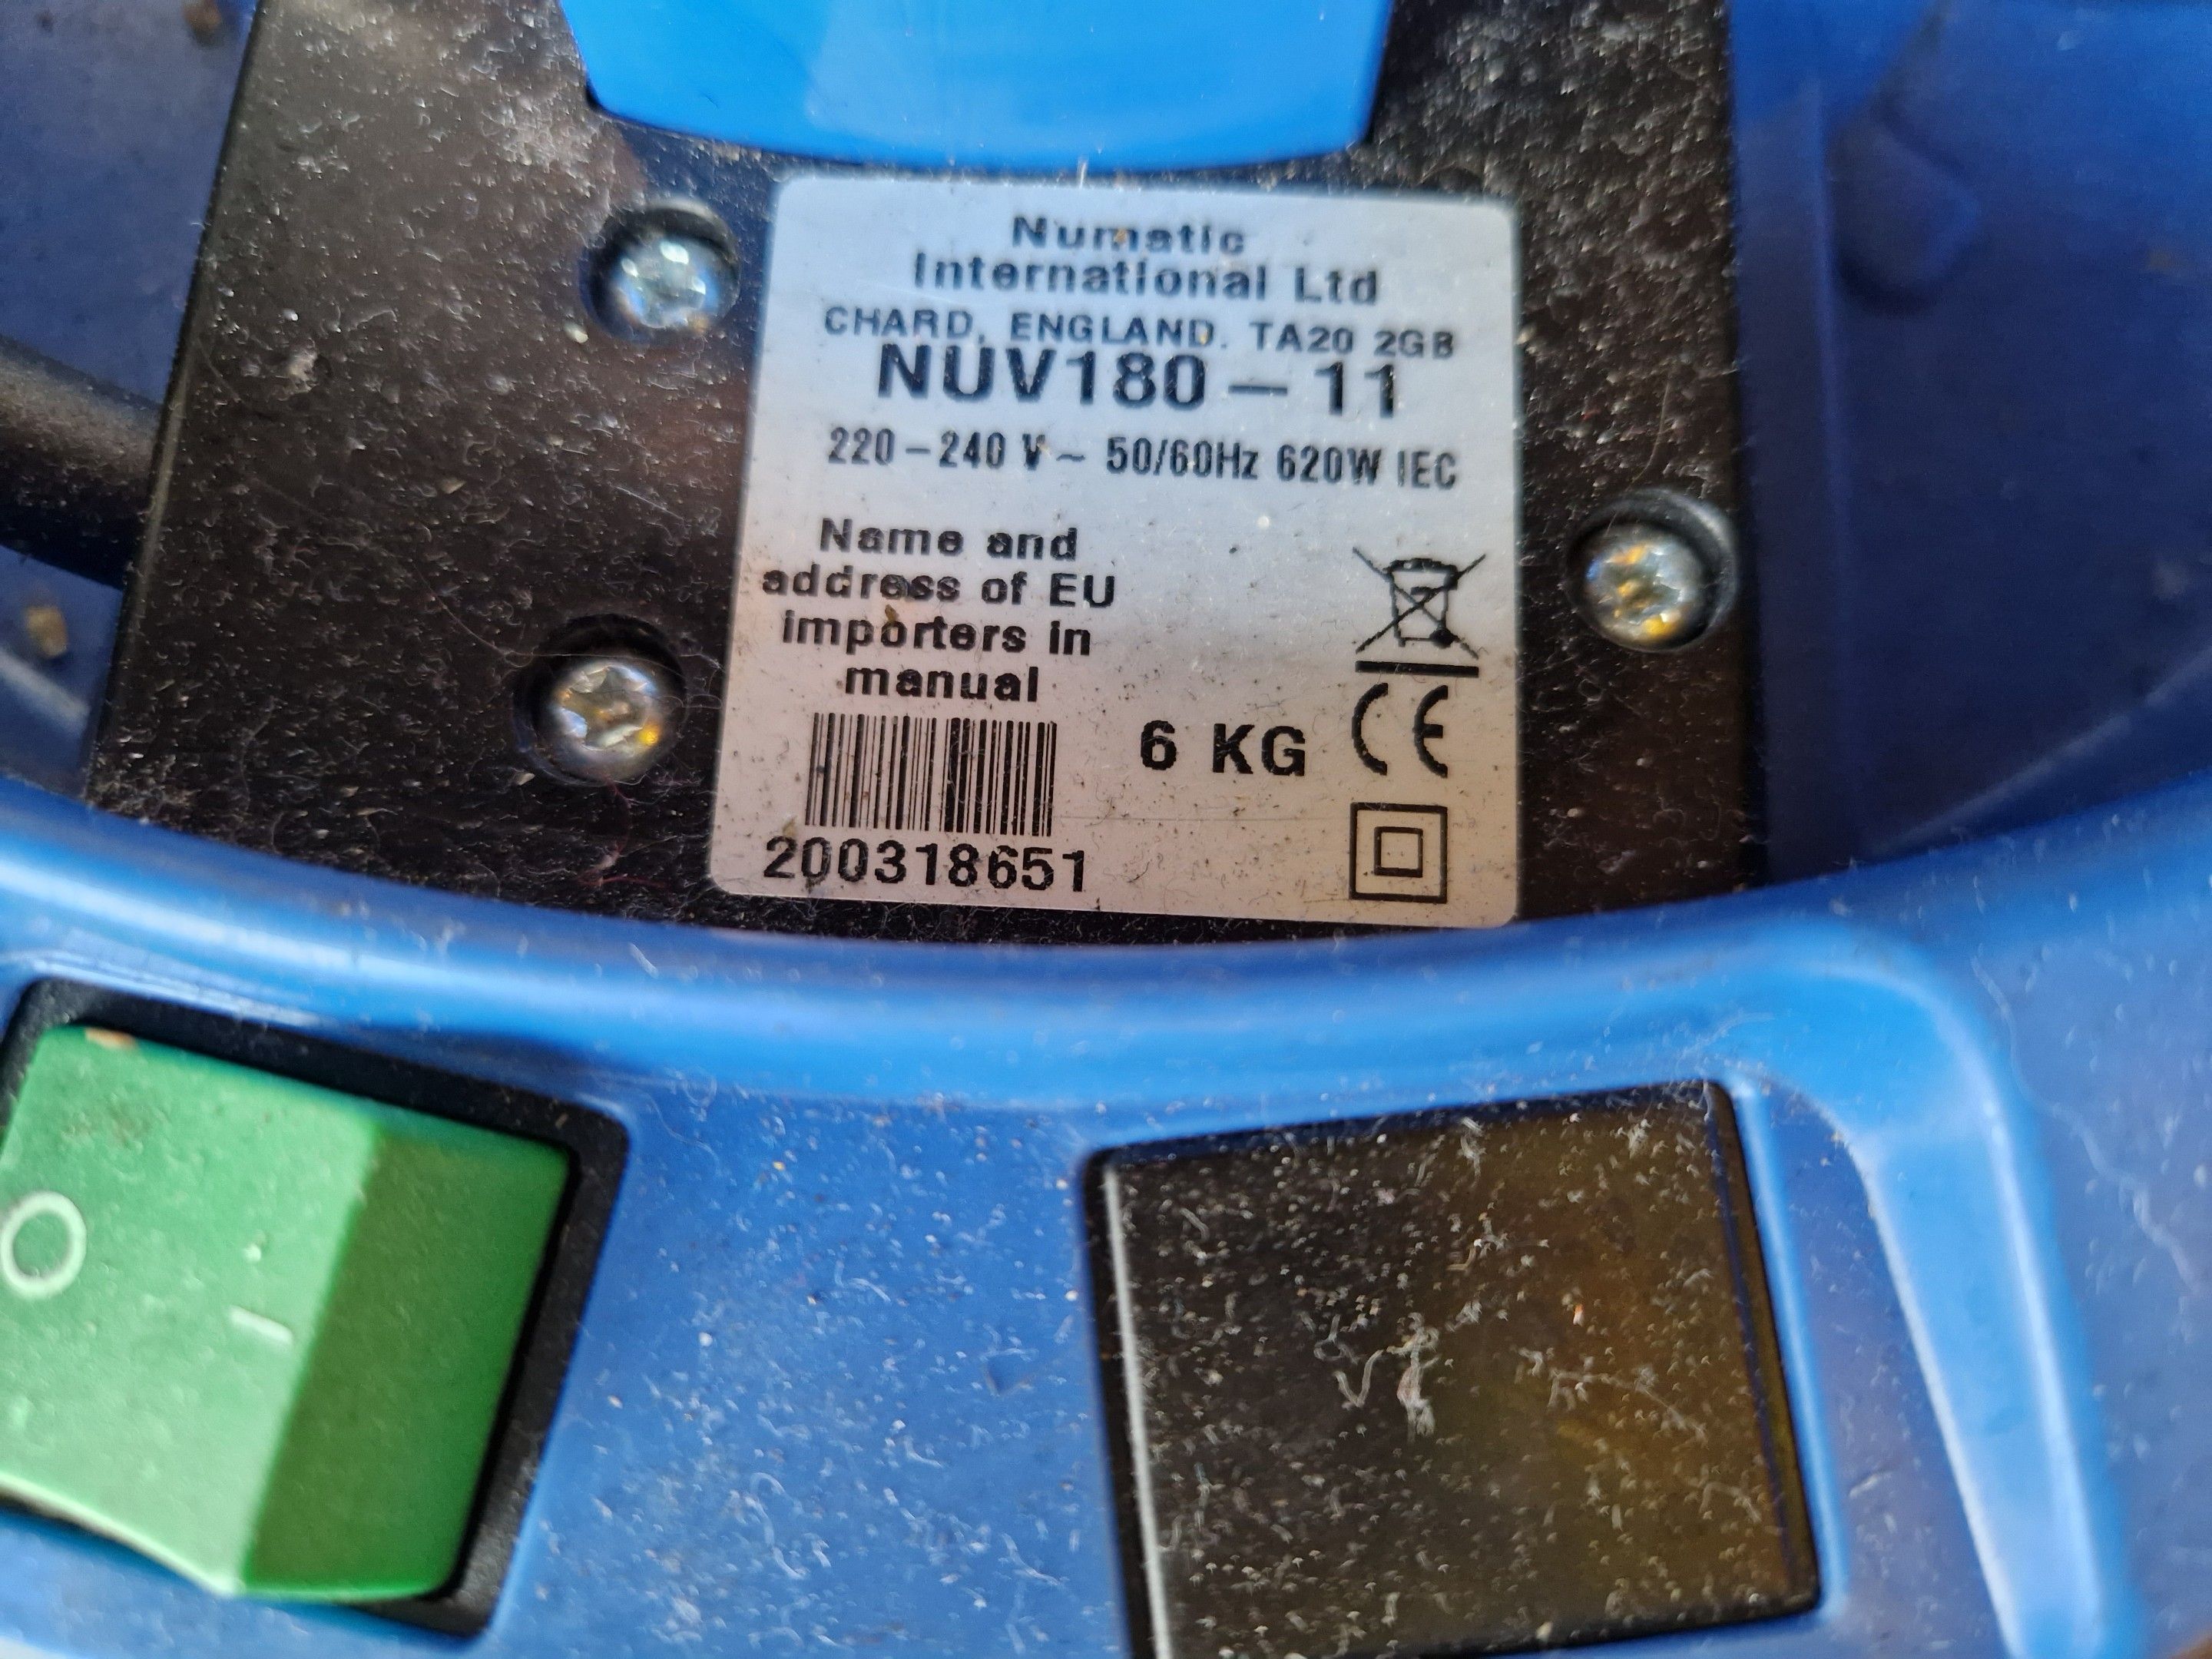 Numatic
International Ltd
CHARD, ENGLAND. TA20 2GB
NUV180 – 11
220 – 240 V ~ 50/60Hz 620W IEC
Name and
address of EU
importers in
manual
6 KG
CE
200318651
O